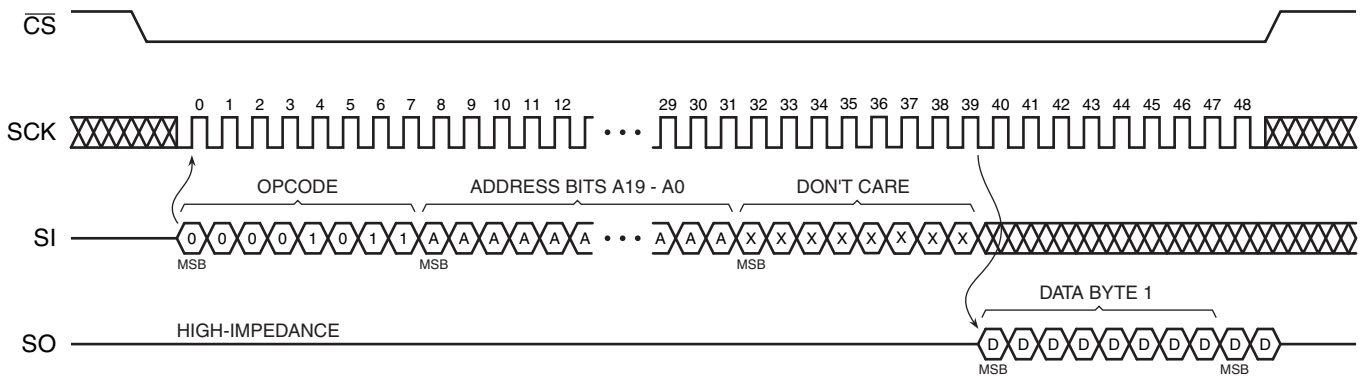 CS
0 1 2 3 4 5 6 7 8 9 10 11 12 29 30 31 32 33 34 35 36 37 38 39 40 41 42 43 44 45 46 47 48
SCK
OPCODE ADDRESS BITS A19 - A0 DON'T CARE
SI 0 0 0 0 1 0 1 1 A A A A A A A A A X X X X X X X X
MSB MSB MSB
DATA BYTE 1
HIGH-IMPEDANCE
SO D D D D D D D D D D
MSB MSB